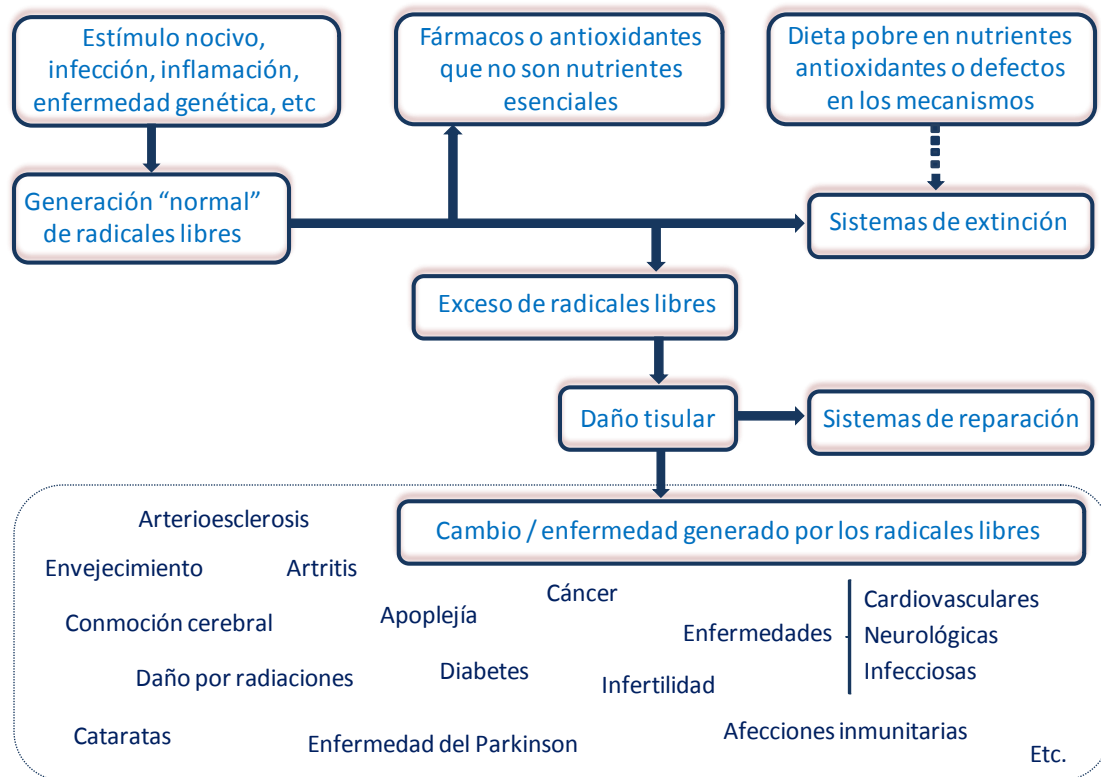 Estímulo nocivo,
infección, inflamación,
enfermedad genética, etc
Fármacos o antioxidantes
que no son nutrientes
esenciales
Dieta pobre en nutrientes
antioxidantes o defectos
en los mecanismos
Generación “normal”
de radicales libres
Sistemas de extinción
Exceso de radicales libres
Daño tisular
Sistemas de reparación
Cambio / enfermedad generado por los radicales libres
Arterioesclerosis
Envejecimiento
Artritis
Cáncer
Conmoción cerebral
Apoplejía
Enfermedades
Cardiovasculares
Neurológicas
Infecciosas
Daño por radiaciones
Diabetes
Infertilidad
Cataratas
Enfermedad del Parkinson
Afecciones inmunitarias
Etc.